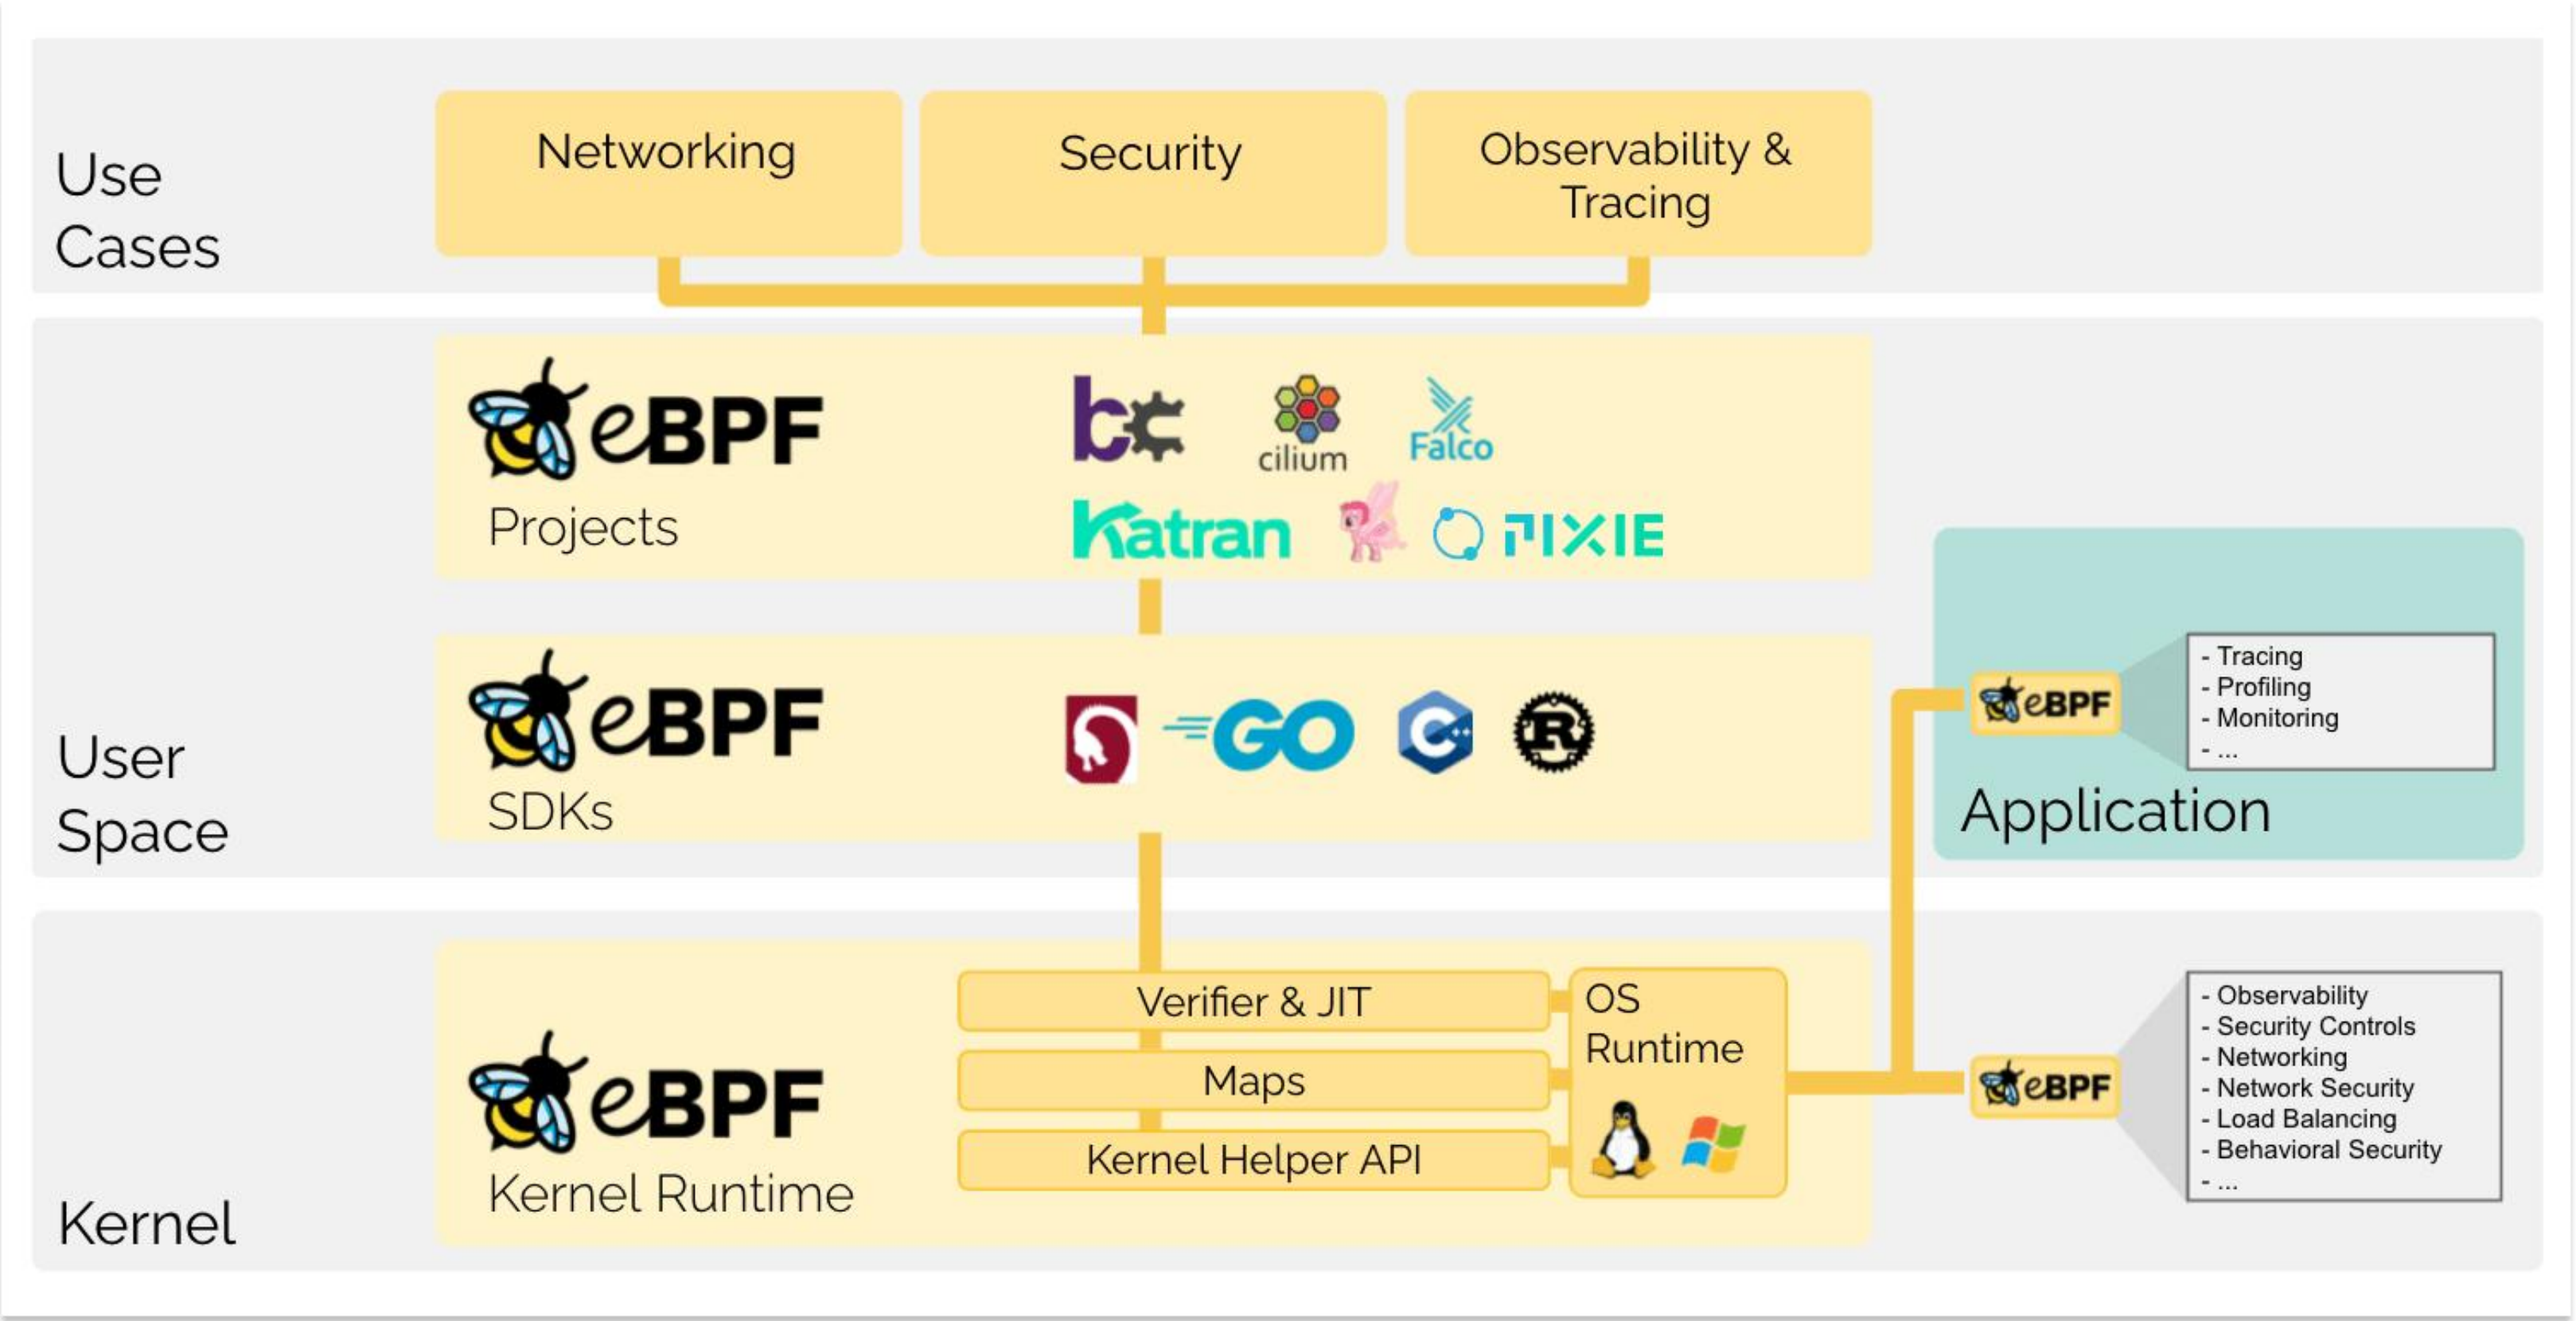 Use
Cases
Networking
Security
Observability &
Tracing
User
Space
eBPF
Projects
bc
cilium
Falco
Katran
PIXIE
eBPF
SDKs
GO
C++
R
eBPF
- Tracing
- Profiling
- Monitoring
- ...
Application
Kernel
eBPF
Kernel Runtime
Verifier & JIT
Maps
Kernel Helper API
OS
Runtime
eBPF
- Observability
- Security Controls
- Networking
- Network Security
- Load Balancing
- Behavioral Security
- ...